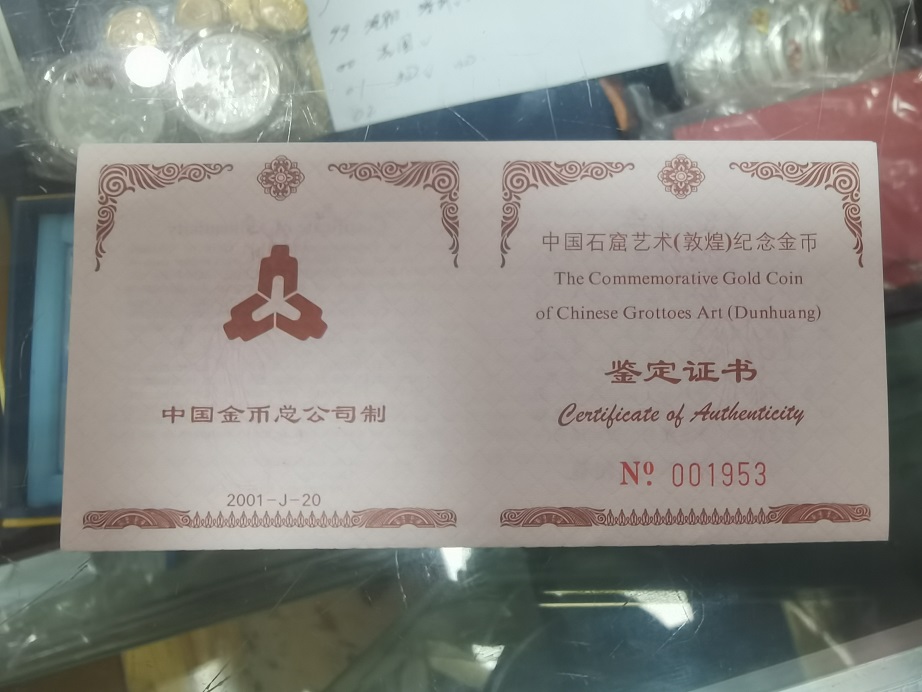 中国金币总公司制
2001-J-20
中国石窟艺术(敦煌)纪念金币
The Commemorative Gold Coin
of Chinese Grottoes Art (Dunhuang)
鉴定证书
Certificate of Authenticity
Nº. 001953